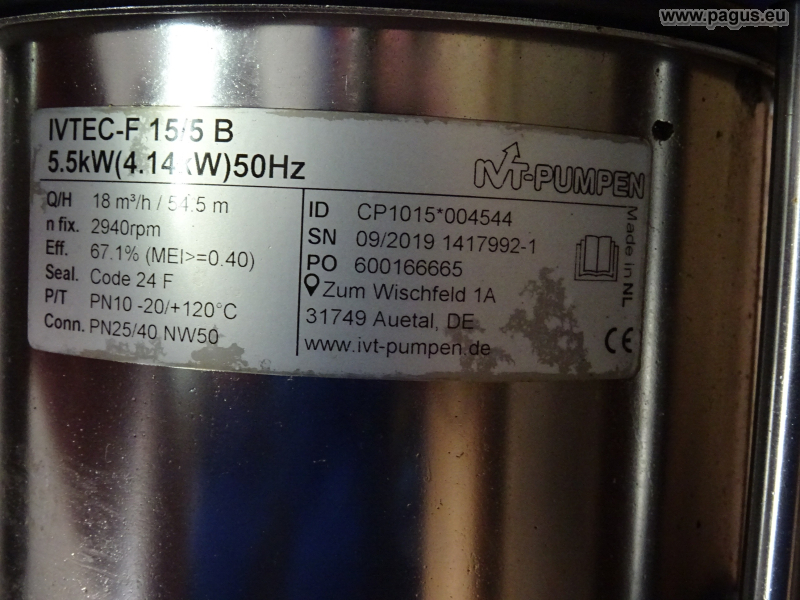 www.pagus.eu
IVTEC-F 15/5 B
5.5kW(4.14kW)50Hz
IVT-PUMPEN
Q/H 18 m³/h / 54.5 m
n fix. 2940rpm
Eff. 67.1% (MEI>=0.40)
Seal. Code 24 F
P/T PN10 -20/+120°C
Conn. PN25/40 NW50
ID CP1015*004544
SN 09/2019 1417992-1
PO 600166665
Zum Wischfeld 1A
31749 Auetal, DE
www.ivt-pumpen.de
Made in NL
CE